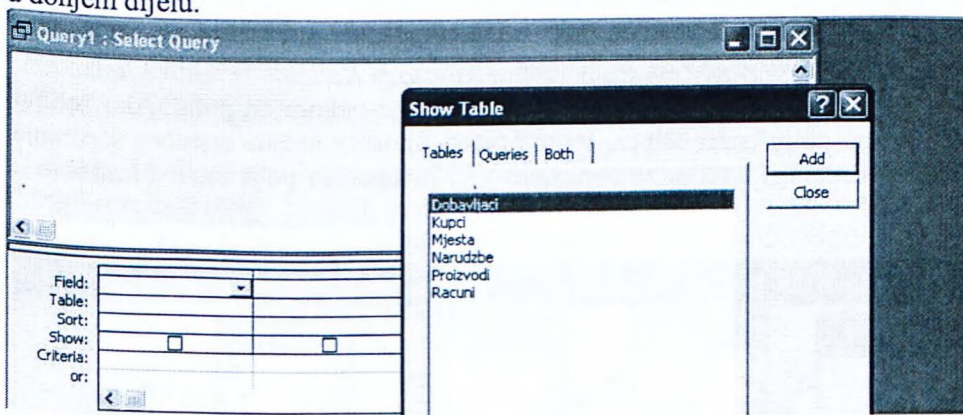 u donjem dijelu.
Query1 : Select Query
Show Table
Tables Queries Both
Add
Close
Dobavljaci
Kupci
Mjesta
Narudzbe
Proizvodi
Racuni
Field:
Table:
Sort:
Show:
Criteria:
or: